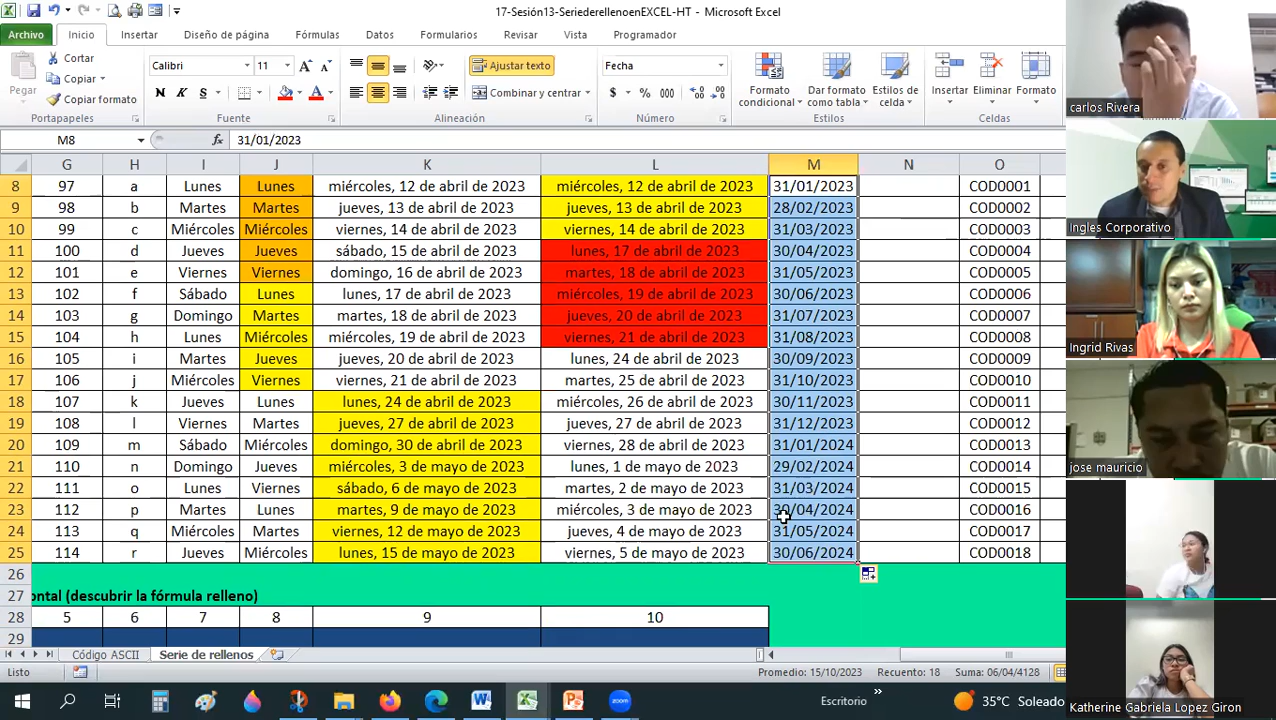 17-Sesión13-SeriederellenoenEXCEL-HT - Microsoft Excel
Archivo Inicio Insertar Diseño de página Fórmulas Datos Formularios Revisar Vista Programador
Pegar Cortar Copiar Copiar formato
Calibri 11 N K S
Ajustar texto Combinar y centrar
Fecha $ % 000
Formato condicional Dar formato como tabla Estilos de celda Insertar Eliminar Formato
Portapapeles Fuente Alineación Número Estilos Celdas
M8 fx 31/01/2023
G H I J K L M N O
8 97 a Lunes Lunes miércoles, 12 de abril de 2023 miércoles, 12 de abril de 2023 31/01/2023 COD0001
9 98 b Martes Martes jueves, 13 de abril de 2023 jueves, 13 de abril de 2023 28/02/2023 COD0002
10 99 c Miércoles Miércoles viernes, 14 de abril de 2023 viernes, 14 de abril de 2023 31/03/2023 COD0003
11 100 d Jueves Jueves sábado, 15 de abril de 2023 lunes, 17 de abril de 2023 30/04/2023 COD0004
12 101 e Viernes Viernes domingo, 16 de abril de 2023 martes, 18 de abril de 2023 31/05/2023 COD0005
13 102 f Sábado Lunes lunes, 17 de abril de 2023 miércoles, 19 de abril de 2023 30/06/2023 COD0006
14 103 g Domingo Martes martes, 18 de abril de 2023 jueves, 20 de abril de 2023 31/07/2023 COD0007
15 104 h Lunes Miércoles miércoles, 19 de abril de 2023 viernes, 21 de abril de 2023 31/08/2023 COD0008
16 105 i Martes Jueves jueves, 20 de abril de 2023 lunes, 24 de abril de 2023 30/09/2023 COD0009
17 106 j Miércoles Viernes viernes, 21 de abril de 2023 martes, 25 de abril de 2023 31/10/2023 COD0010
18 107 k Jueves Lunes lunes, 24 de abril de 2023 miércoles, 26 de abril de 2023 30/11/2023 COD0011
19 108 l Viernes Martes jueves, 27 de abril de 2023 jueves, 27 de abril de 2023 31/12/2023 COD0012
20 109 m Sábado Miércoles domingo, 30 de abril de 2023 viernes, 28 de abril de 2023 31/01/2024 COD0013
21 110 n Domingo Jueves miércoles, 3 de mayo de 2023 lunes, 1 de mayo de 2023 29/02/2024 COD0014
22 111 o Lunes Viernes sábado, 6 de mayo de 2023 martes, 2 de mayo de 2023 31/03/2024 COD0015
23 112 p Martes Lunes martes, 9 de mayo de 2023 miércoles, 3 de mayo de 2023 30/04/2024 COD0016
24 113 q Miércoles Martes viernes, 12 de mayo de 2023 jueves, 4 de mayo de 2023 31/05/2024 COD0017
25 114 r Jueves Miércoles lunes, 15 de mayo de 2023 viernes, 5 de mayo de 2023 30/06/2024 COD0018
26
27 ontal (descubrir la fórmula relleno)
28 5 6 7 8 9 10
29
Código ASCII Serie de rellenos
Listo Promedio: 15/10/2023 Recuento: 18 Suma: 06/04/4128
Escritorio » 35°C Soleado
zoom
carlos Rivera
Ingles Corporativo
Ingrid Rivas
jose mauricio
Katherine Gabriela Lopez Giron